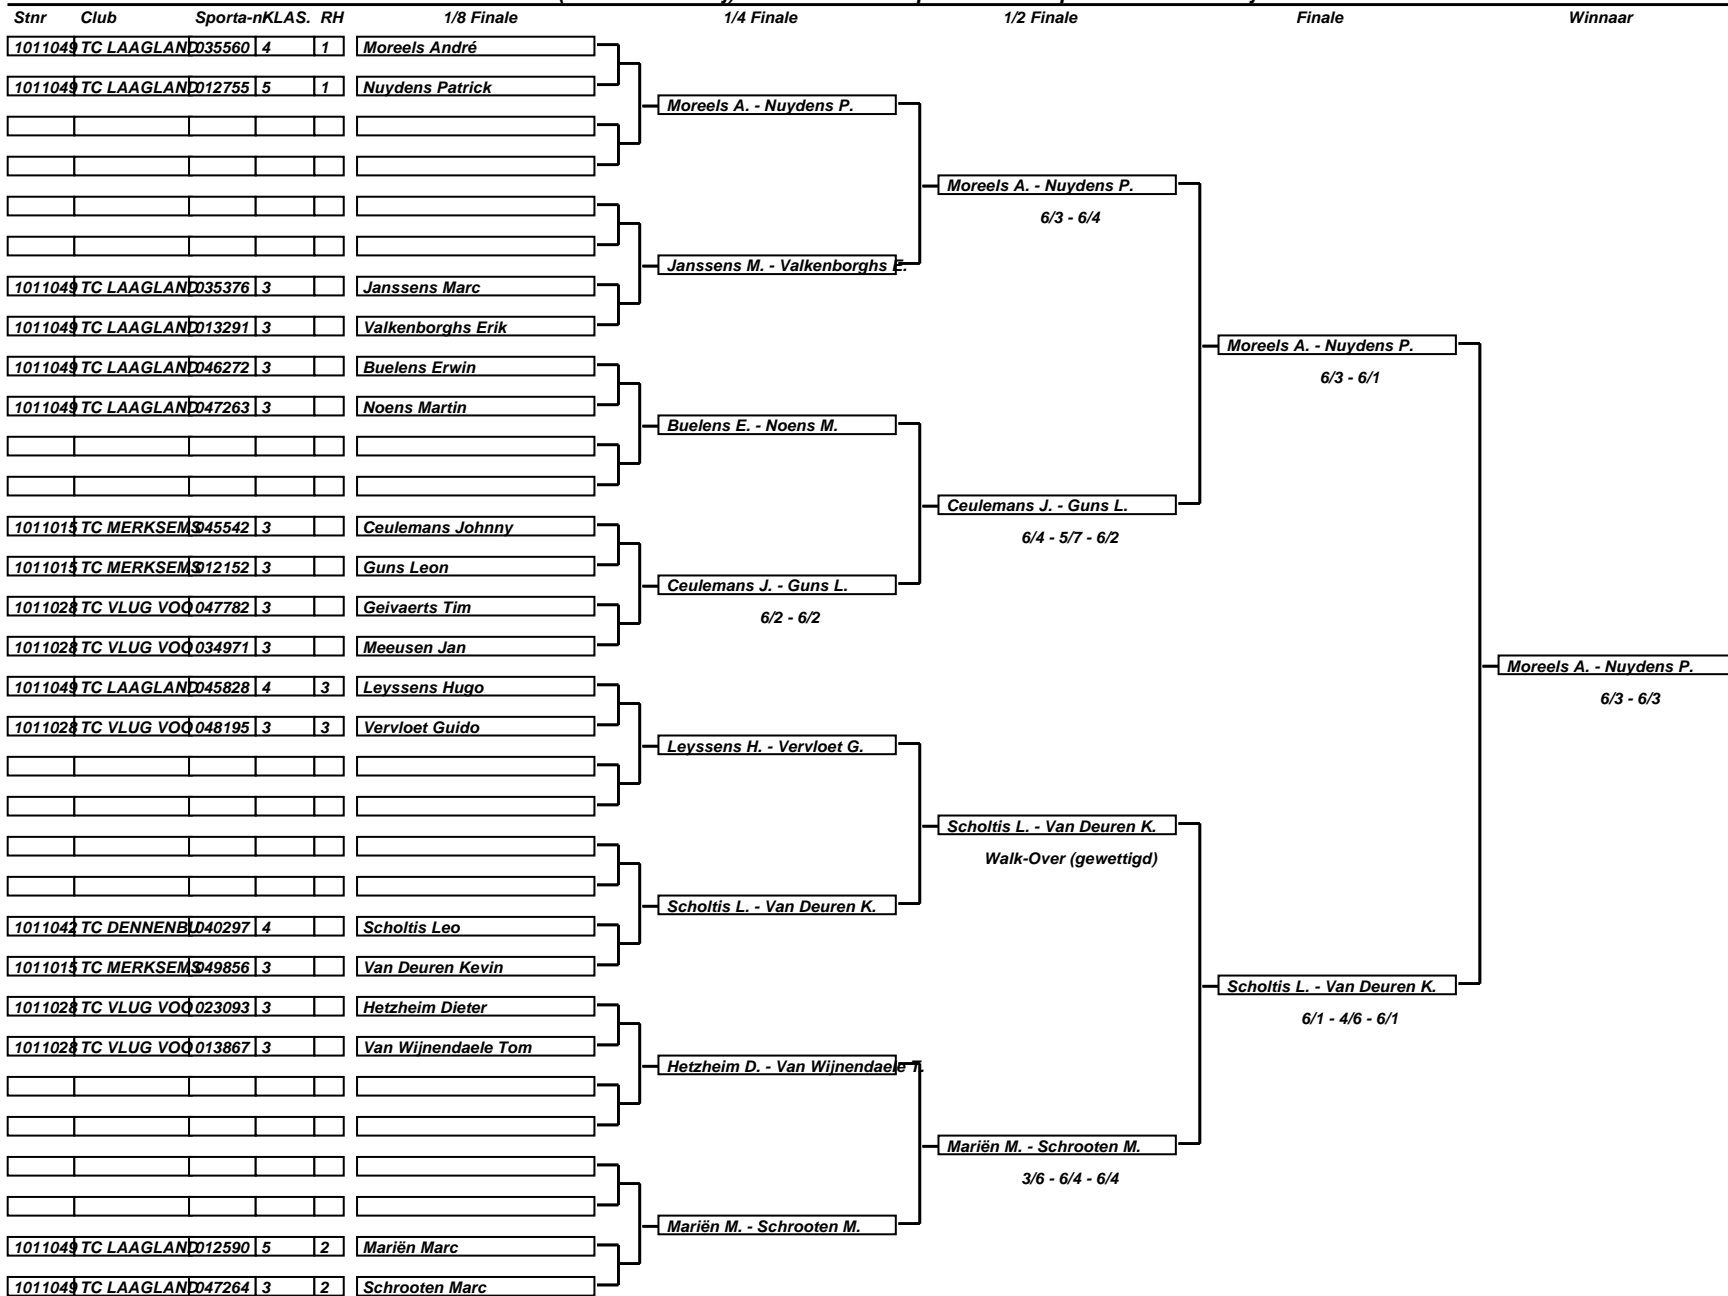 Stnr Club Sporta-n KLAS. RH 1/8 Finale 1/4 Finale 1/2 Finale Finale Winnaar
1011049 TC LAAGLAND 035560 4 1 Moreels André
1011049 TC LAAGLAND 012755 5 1 Nuydens Patrick
Moreels A. - Nuydens P.
Moreels A. - Nuydens P.
6/3 - 6/4
Janssens M. - Valkenborghs E.
1011049 TC LAAGLAND 035376 3 Janssens Marc
1011049 TC LAAGLAND 013291 3 Valkenborghs Erik
Moreels A. - Nuydens P.
1011049 TC LAAGLAND 046272 3 Buelens Erwin
6/3 - 6/1
1011049 TC LAAGLAND 047263 3 Noens Martin
Buelens E. - Noens M.
Ceulemans J. - Guns L.
1011015 TC MERKSEMS 045542 3 Ceulemans Johnny
6/4 - 5/7 - 6/2
1011015 TC MERKSEMS 012152 3 Guns Leon
Ceulemans J. - Guns L.
1011028 TC VLUG VOO 047782 3 Geivaerts Tim
6/2 - 6/2
1011028 TC VLUG VOO 034971 3 Meeusen Jan
Moreels A. - Nuydens P.
1011049 TC LAAGLAND 045828 4 3 Leyssens Hugo
6/3 - 6/3
1011028 TC VLUG VOO 048195 3 3 Vervloet Guido
Leyssens H. - Vervloet G.
Scholtis L. - Van Deuren K.
Walk-Over (gewettigd)
Scholtis L. - Van Deuren K.
1011042 TC DENNENBU 040297 4 Scholtis Leo
1011015 TC MERKSEMS 049856 3 Van Deuren Kevin
Scholtis L. - Van Deuren K.
1011028 TC VLUG VOO 023093 3 Hetzheim Dieter
6/1 - 4/6 - 6/1
1011028 TC VLUG VOO 013867 3 Van Wijnendaele Tom
Hetzheim D. - Van Wijnendaele T.
Mariën M. - Schrooten M.
3/6 - 6/4 - 6/4
Mariën M. - Schrooten M.
1011049 TC LAAGLAND 012590 5 2 Mariën Marc
1011049 TC LAAGLAND 047264 3 2 Schrooten Marc